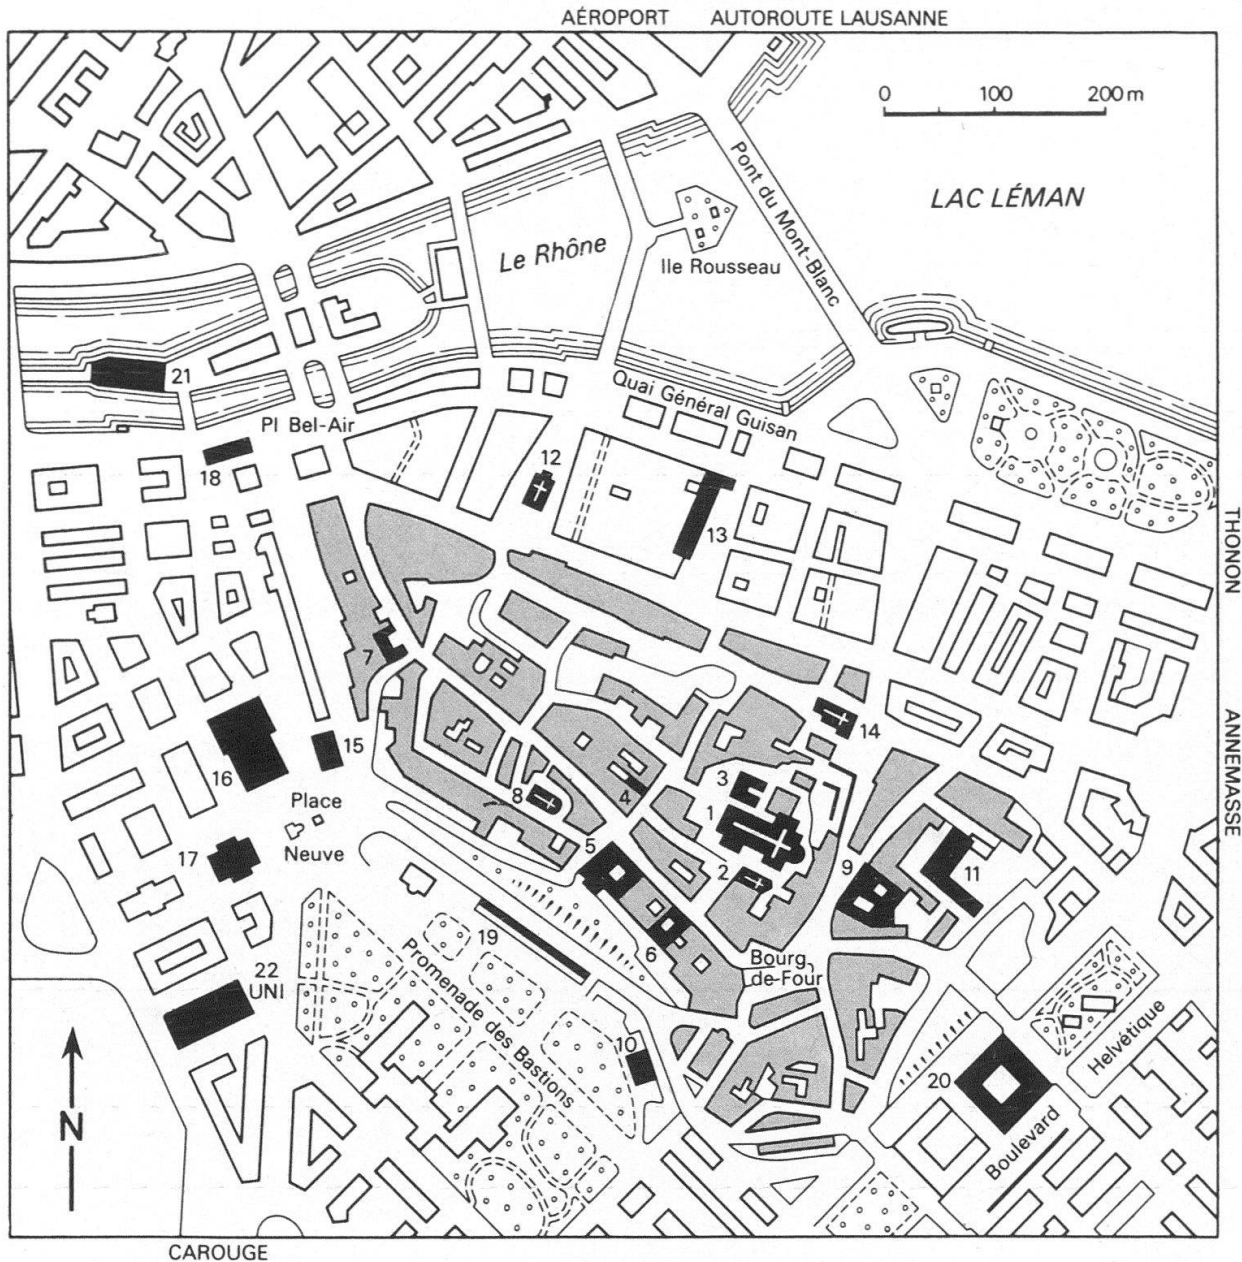 AÉROPORT AUTOROUTE LAUSANNE
0 100 200 m
Pont du Mont-Blanc
LAC LÉMAN
Le Rhône
Ile Rousseau
21
Quai Général Guisan
Pl Bel-Air
12
18
13
THONON
7
14
15
16
3
ANNEMASSE
8
4
1
Place
Neuve
5
17
2
9
11
19
6
22
UNI
Bourg
de-Four
Promenade des Bastions
10
Helvétique
20
N
Boulevard
CAROUGE